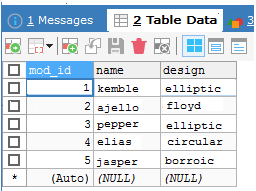 1 Messages 2 Table Data 3
mod_id name design
1 kemble elliptic
2 ajello floyd
3 pepper elliptic
4 elias circular
5 jasper borroic
* (Auto) (NULL) (NULL)